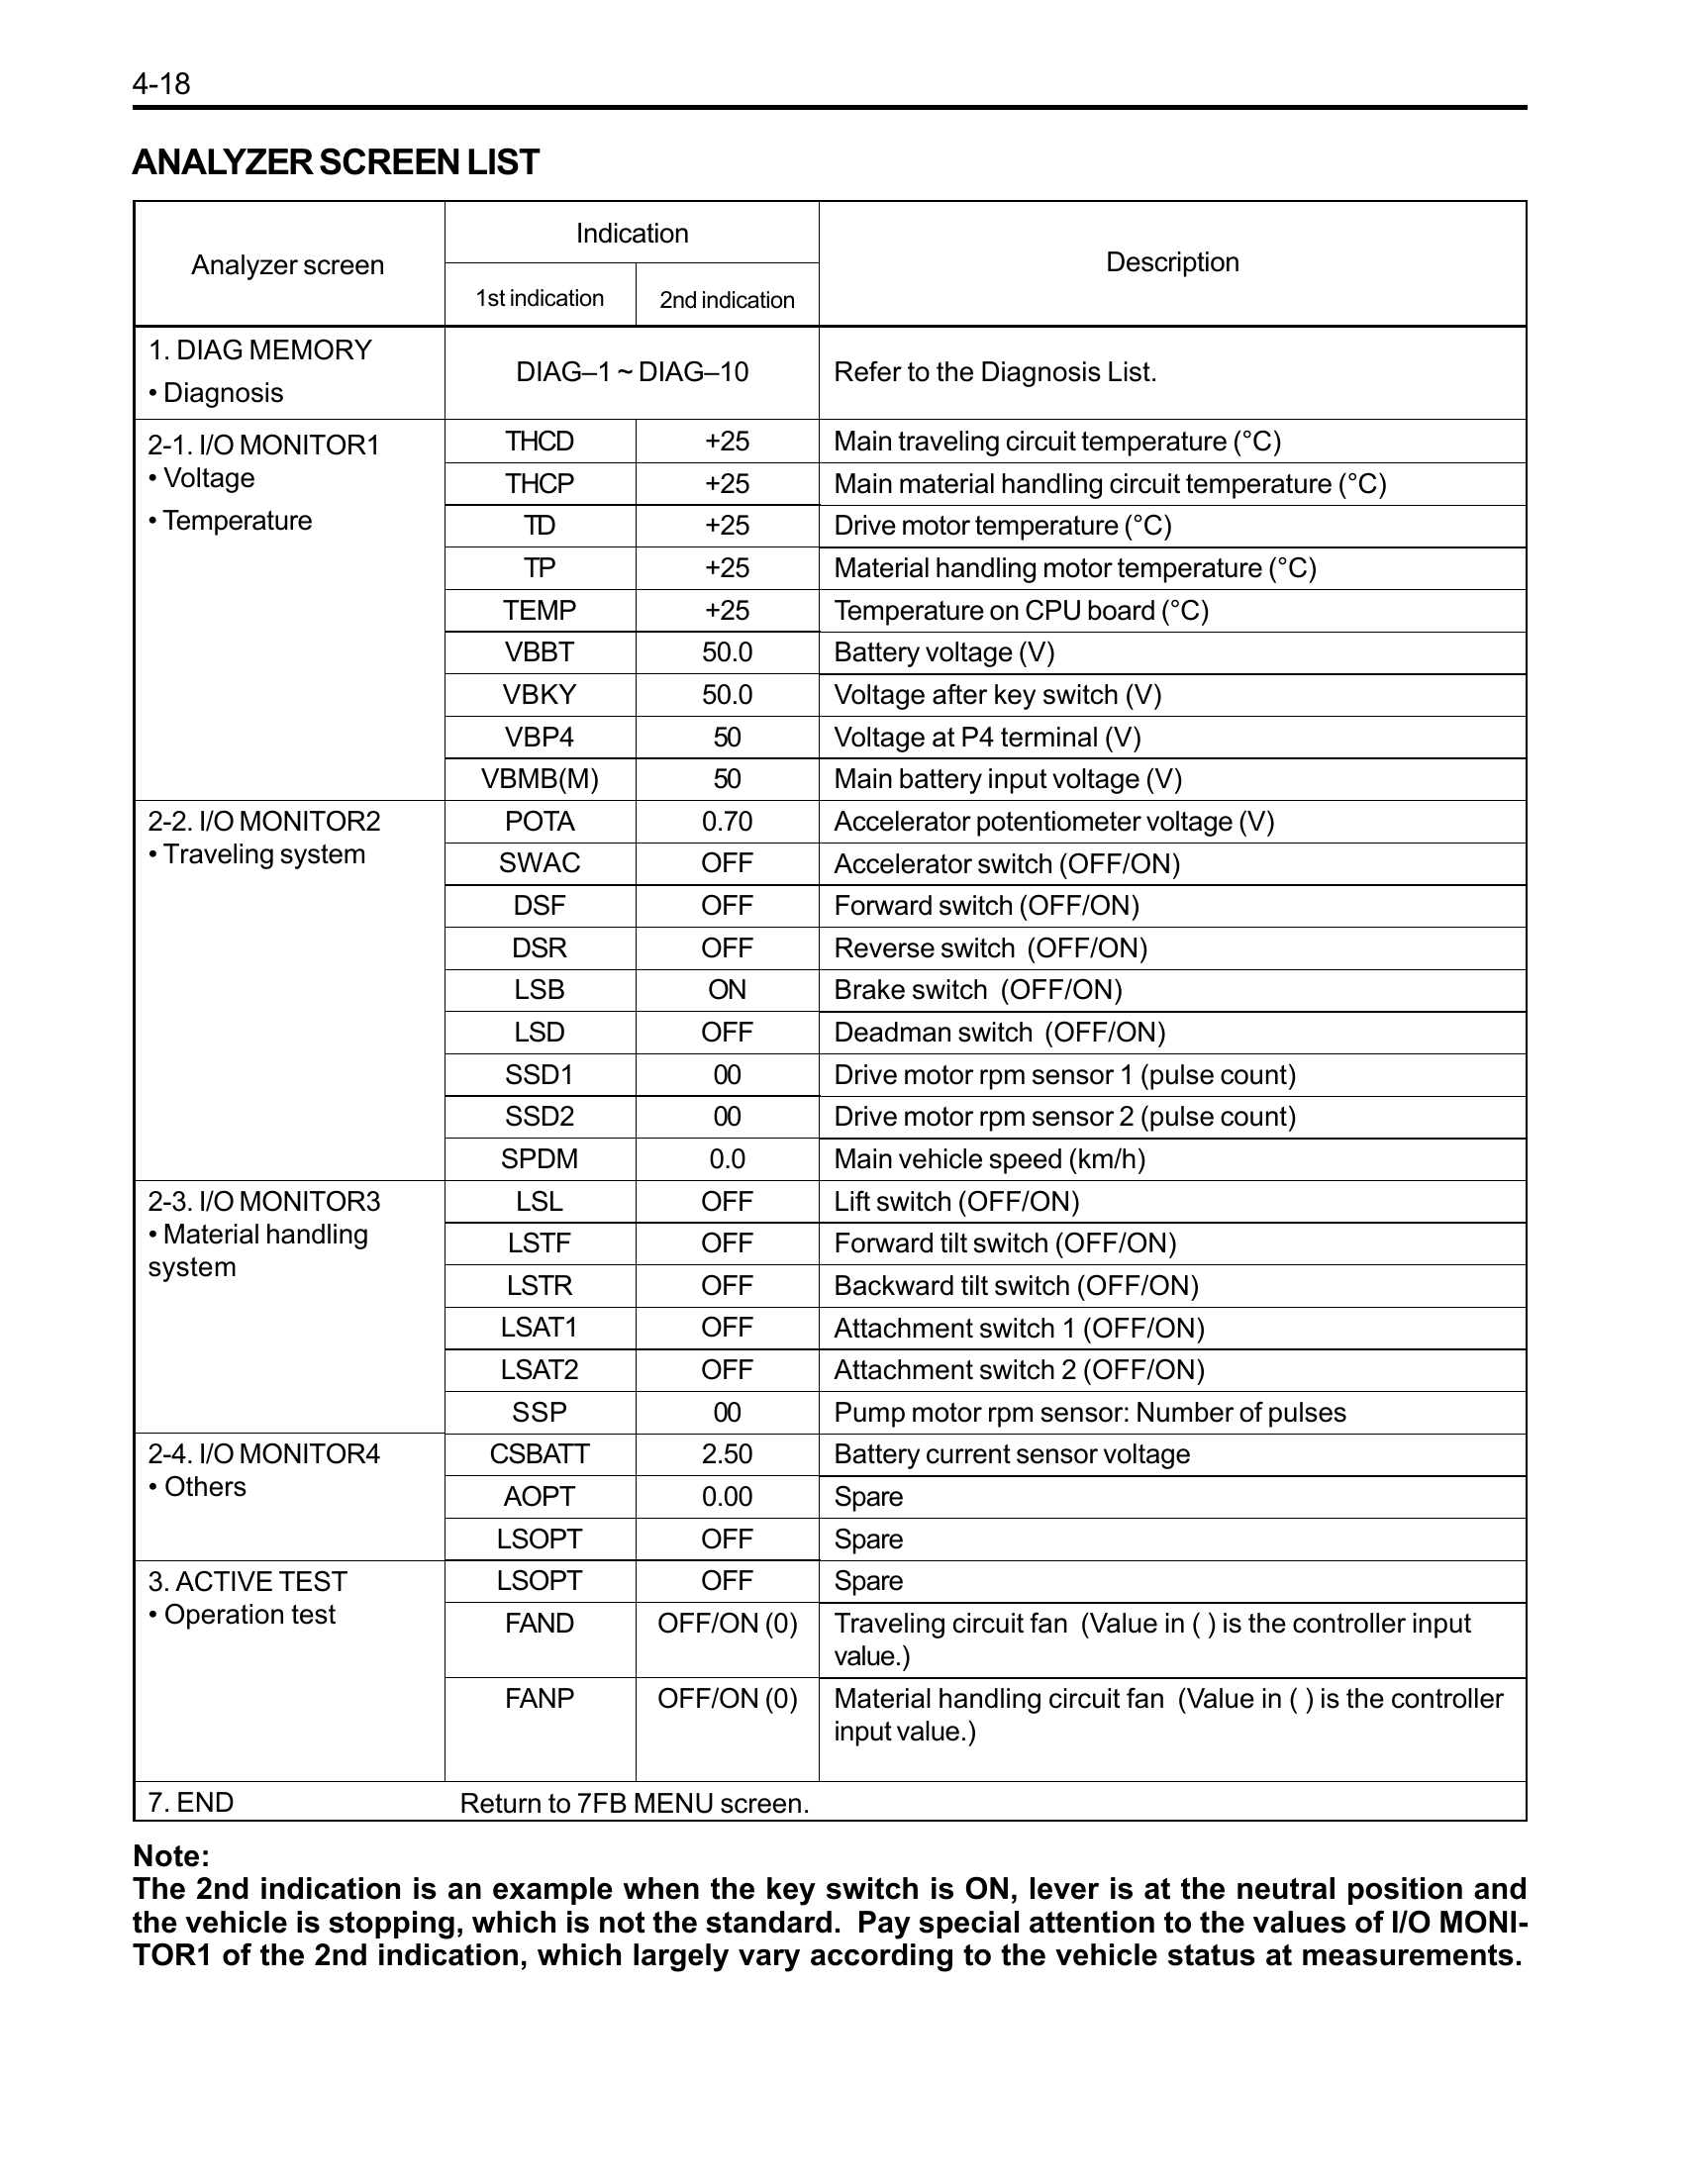 4-18
ANALYZER SCREEN LIST
Analyzer screen
Indication
Description
1st indication
2nd indication
1. DIAG MEMORY
• Diagnosis
DIAG–1 ~ DIAG–10
Refer to the Diagnosis List.
2-1. I/O MONITOR1
• Voltage
• Temperature
THCD +25 Main traveling circuit temperature (°C)
THCP +25 Main material handling circuit temperature (°C)
TD +25 Drive motor temperature (°C)
TP +25 Material handling motor temperature (°C)
TEMP +25 Temperature on CPU board (°C)
VBBT 50.0 Battery voltage (V)
VBKY 50.0 Voltage after key switch (V)
VBP4 50 Voltage at P4 terminal (V)
VBMB(M) 50 Main battery input voltage (V)
2-2. I/O MONITOR2
• Traveling system
POTA 0.70 Accelerator potentiometer voltage (V)
SWAC OFF Accelerator switch (OFF/ON)
DSF OFF Forward switch (OFF/ON)
DSR OFF Reverse switch (OFF/ON)
LSB ON Brake switch (OFF/ON)
LSD OFF Deadman switch (OFF/ON)
SSD1 00 Drive motor rpm sensor 1 (pulse count)
SSD2 00 Drive motor rpm sensor 2 (pulse count)
SPDM 0.0 Main vehicle speed (km/h)
2-3. I/O MONITOR3
• Material handling
system
LSL OFF Lift switch (OFF/ON)
LSTF OFF Forward tilt switch (OFF/ON)
LSTR OFF Backward tilt switch (OFF/ON)
LSAT1 OFF Attachment switch 1 (OFF/ON)
LSAT2 OFF Attachment switch 2 (OFF/ON)
SSP 00 Pump motor rpm sensor: Number of pulses
2-4. I/O MONITOR4
• Others
CSBATT 2.50 Battery current sensor voltage
AOPT 0.00 Spare
LSOPT OFF Spare
3. ACTIVE TEST
• Operation test
LSOPT OFF Spare
FAND OFF/ON (0) Traveling circuit fan (Value in ( ) is the controller input
value.)
FANP OFF/ON (0) Material handling circuit fan (Value in ( ) is the controller
input value.)
7. END Return to 7FB MENU screen.
Note:
The 2nd indication is an example when the key switch is ON, lever is at the neutral position and
the vehicle is stopping, which is not the standard. Pay special attention to the values of I/O MONI-
TOR1 of the 2nd indication, which largely vary according to the vehicle status at measurements.